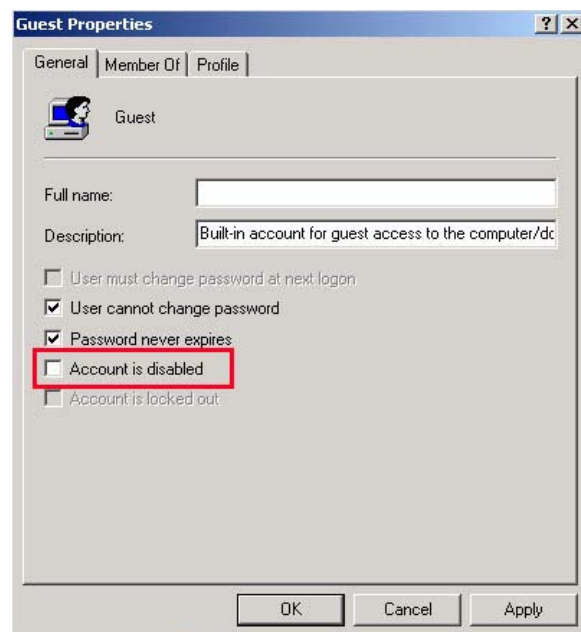 Guest Properties
General Member Of Profile
Guest
Full name:
Description: Built-in account for guest access to the computer/dc
User must change password at next logon
User cannot change password
Password never expires
Account is disabled
Account is locked out
OK Cancel Apply